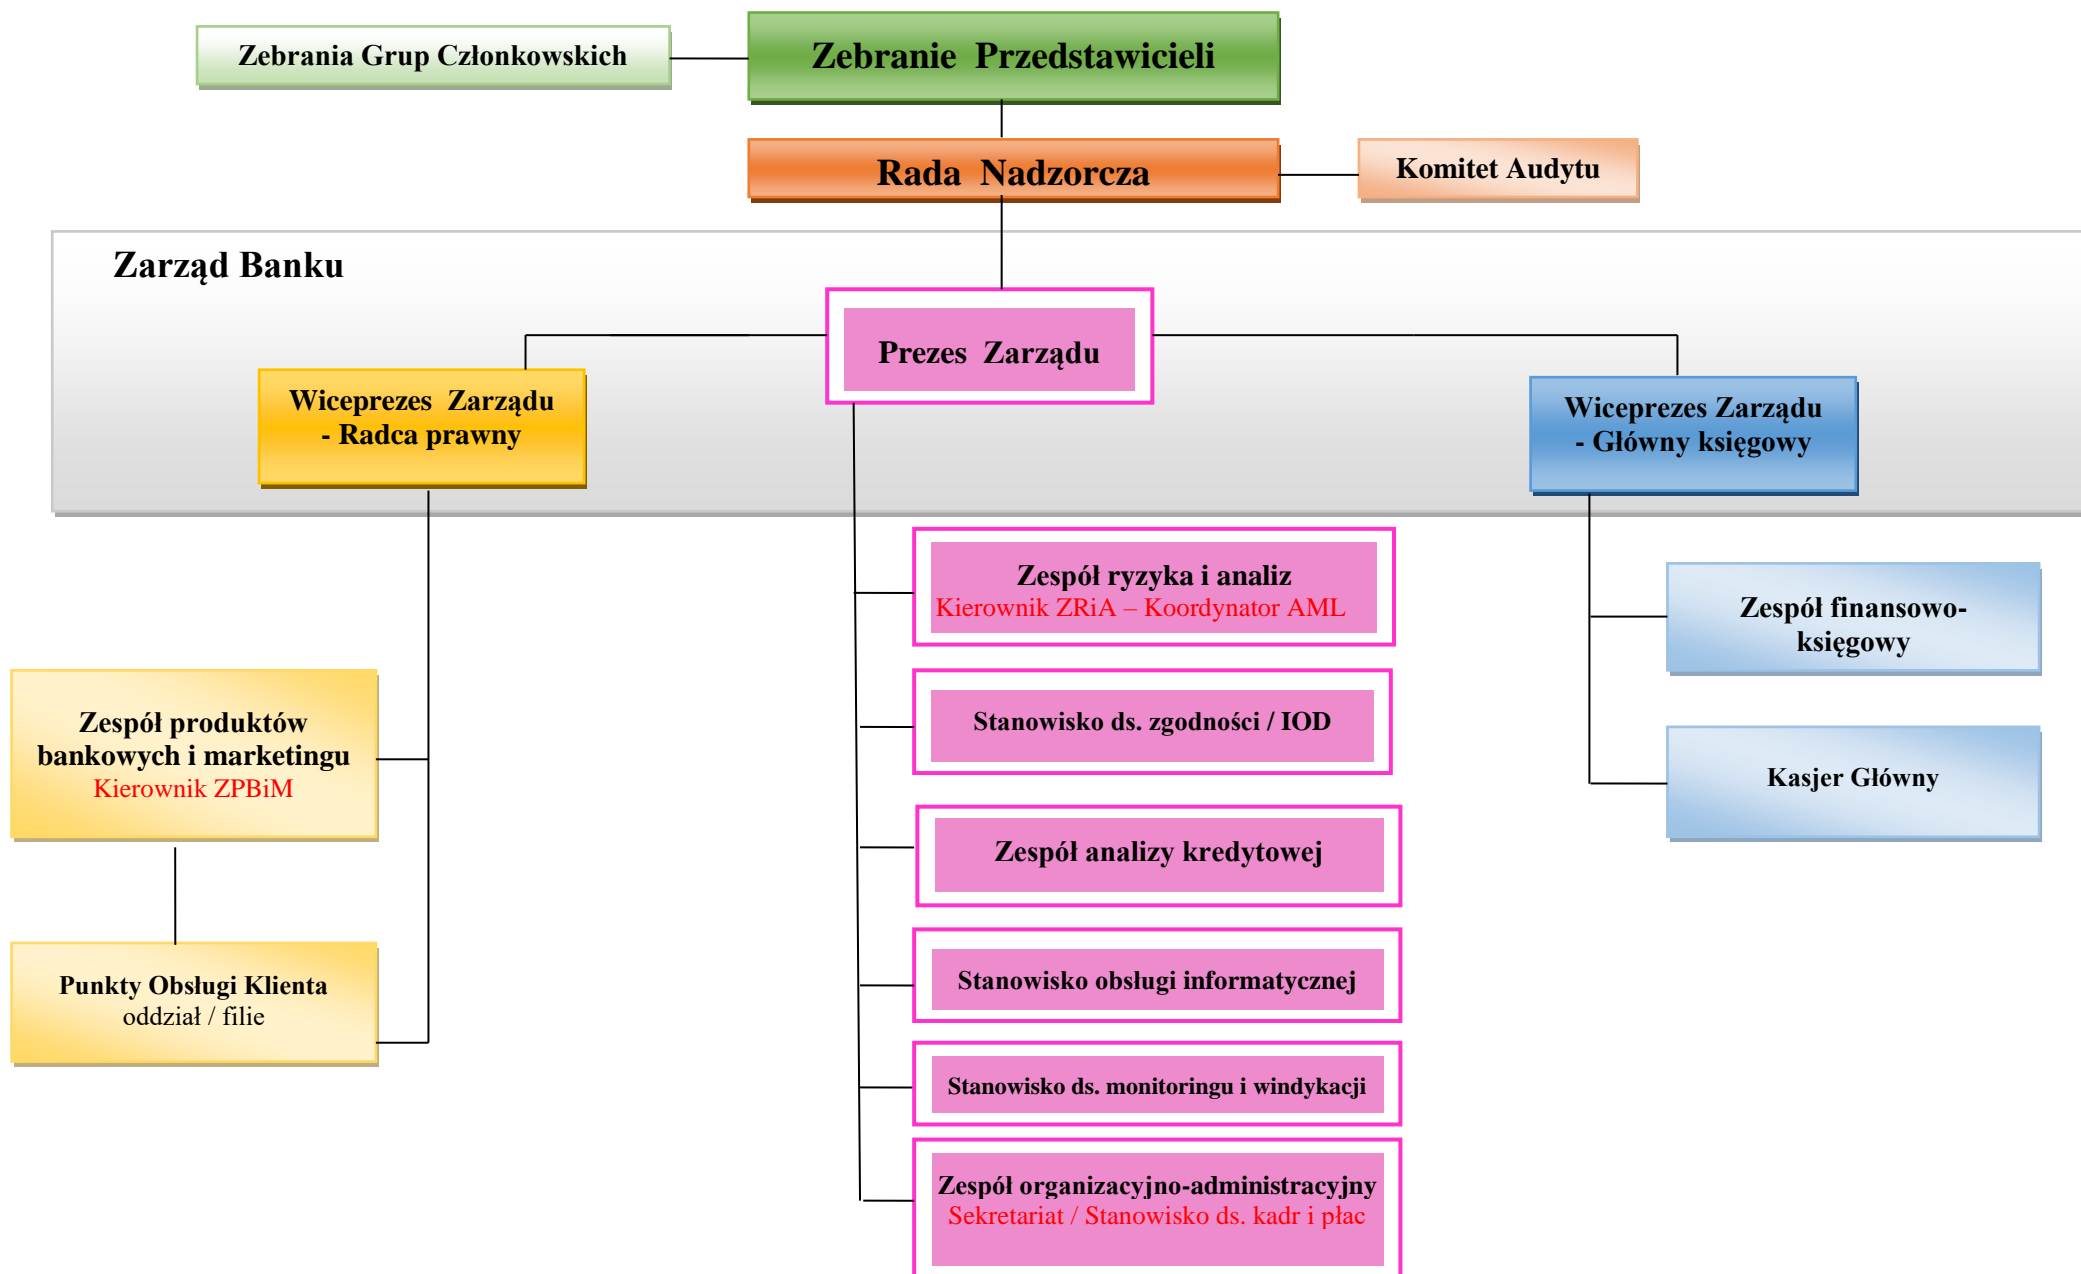 Zebrania Grup Członkowskich
Zebranie Przedstawicieli
Rada Nadzorcza
Komitet Audytu
Zarząd Banku
Prezes Zarządu
Wiceprezes Zarządu
- Radca prawny
Wiceprezes Zarządu
- Główny księgowy
Zespół produktów
bankowych i marketingu
Kierownik ZPBiM
Punkty Obsługi Klienta
oddział / filie
Zespół ryzyka i analiz
Kierownik ZRiA – Koordynator AML
Stanowisko ds. zgodności / IOD
Zespół analizy kredytowej
Stanowisko obsługi informatycznej
Stanowisko ds. monitoringu i windykacji
Zespół organizacyjno-administracyjny
Sekretariat / Stanowisko ds. kadr i płac
Zespół finansowo-
księgowy
Kasjer Główny